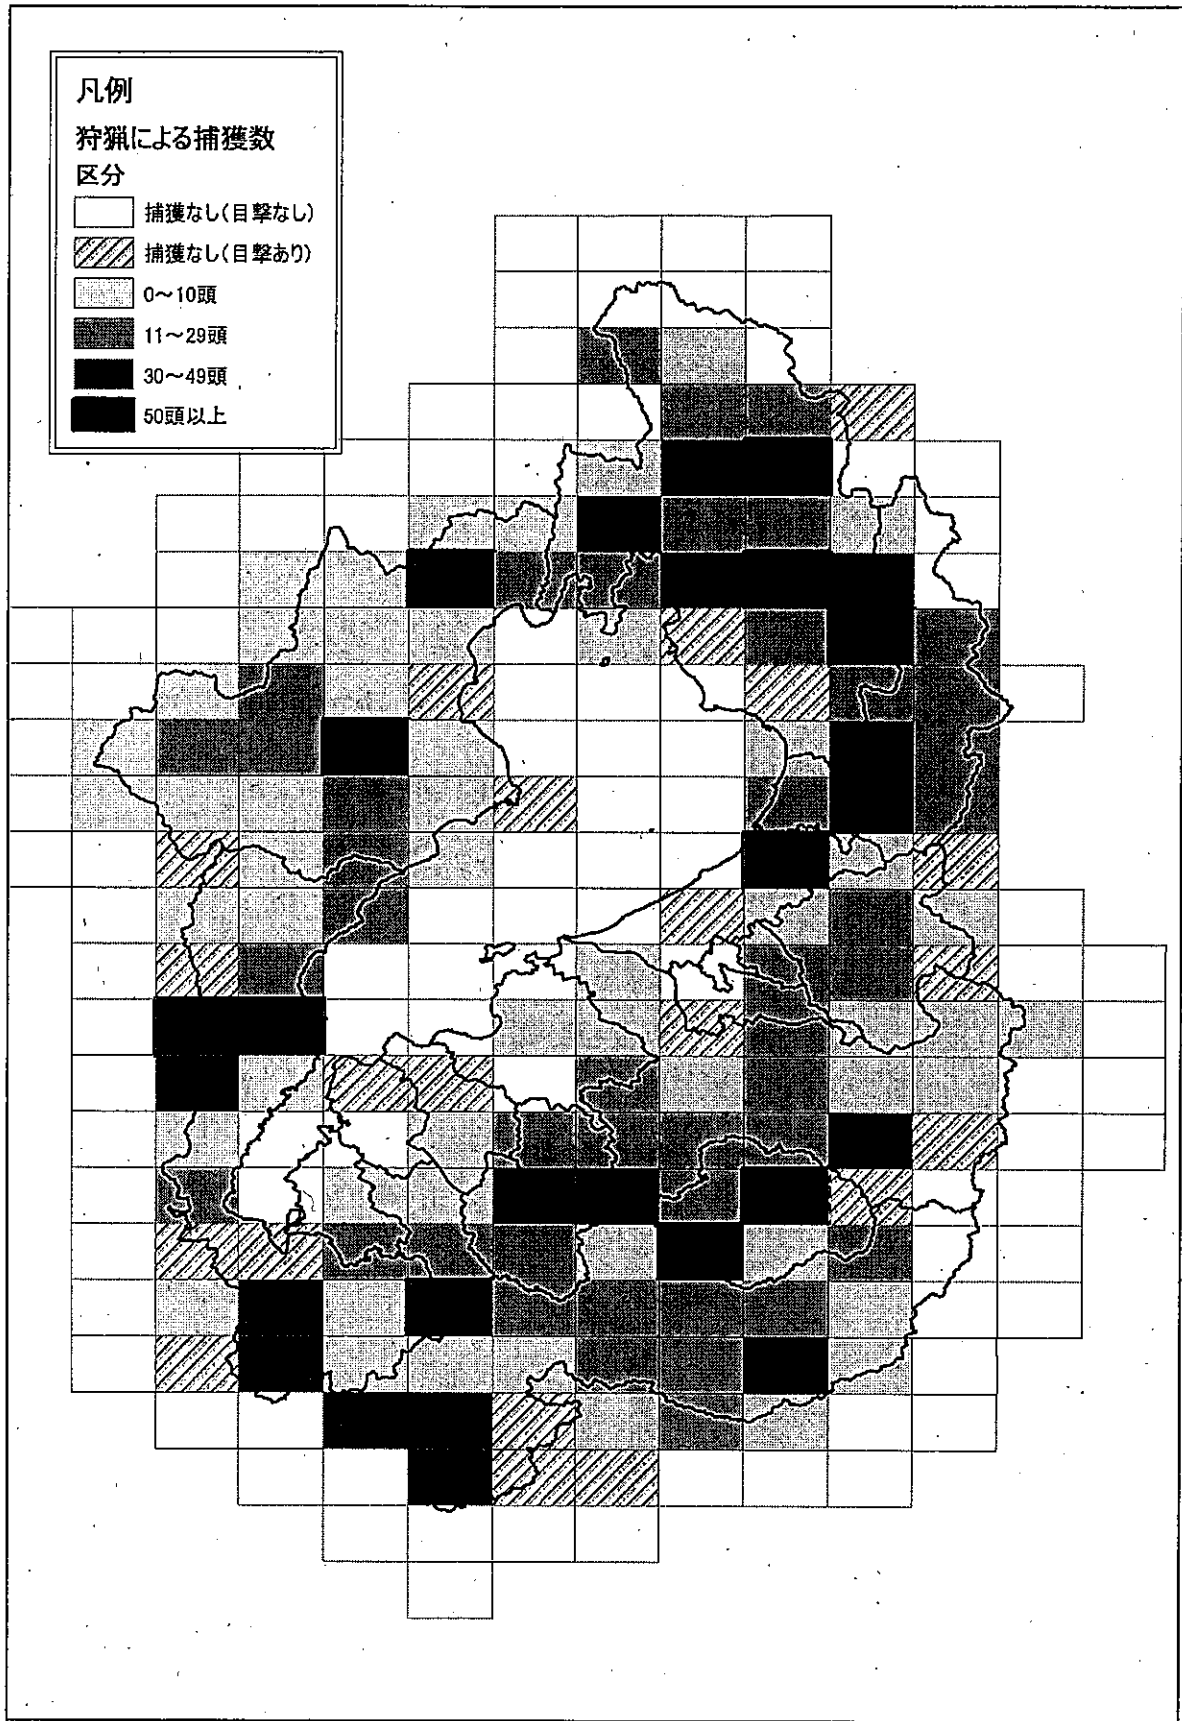 凡例
狩猟による捕獲数
区分
捕獲なし(目撃なし)
捕獲なし(目撃あり)
0～10頭
11～29頭
30～49頭
50頭以上